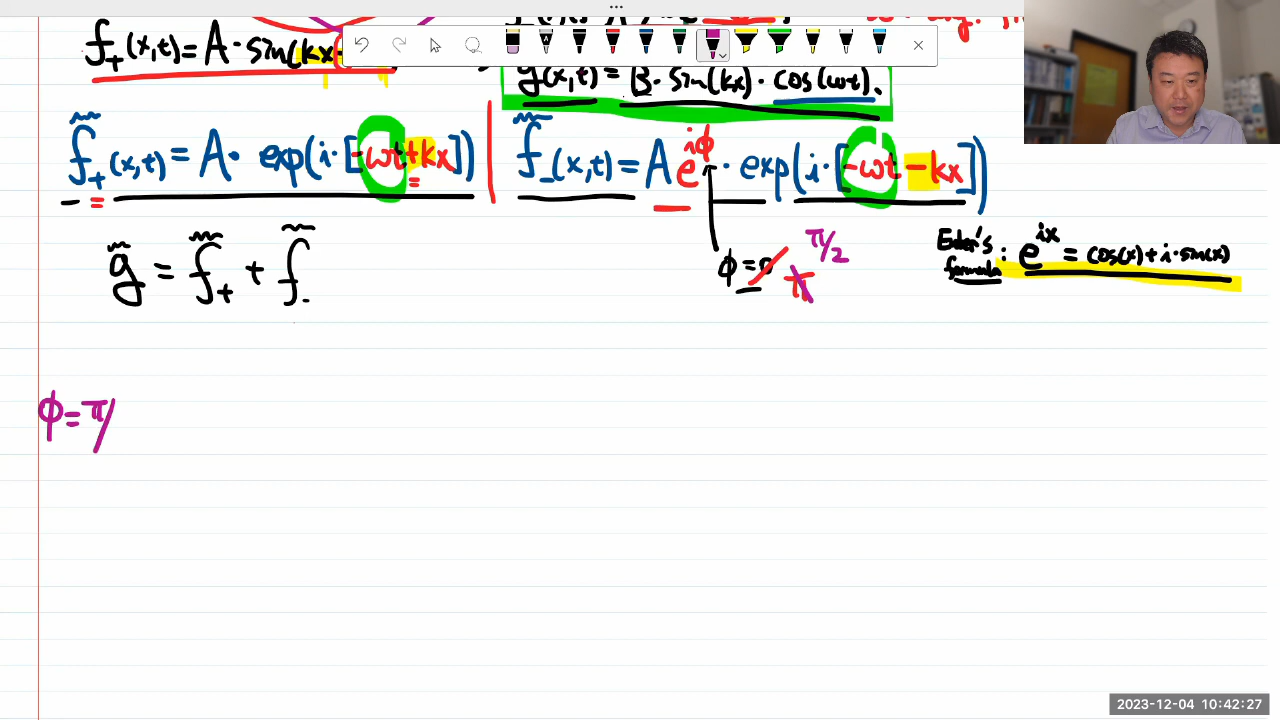 f₊(x,t) = A · sin(kx
g(x,t) = B · sin(kx) · cos(ωt).
f̃₊(x,t) = A · exp(i · [-ωt+kx])
f̃₋(x,t) = A e^{iϕ} · exp(i · [-ωt-kx])
g̃ = f̃₊ + f̃₋
ϕ = 0 π π/2
Euler's formula : e^{ix} = cos(x) + i · sin(x)
ϕ = π/
2023-12-04 10:42:27